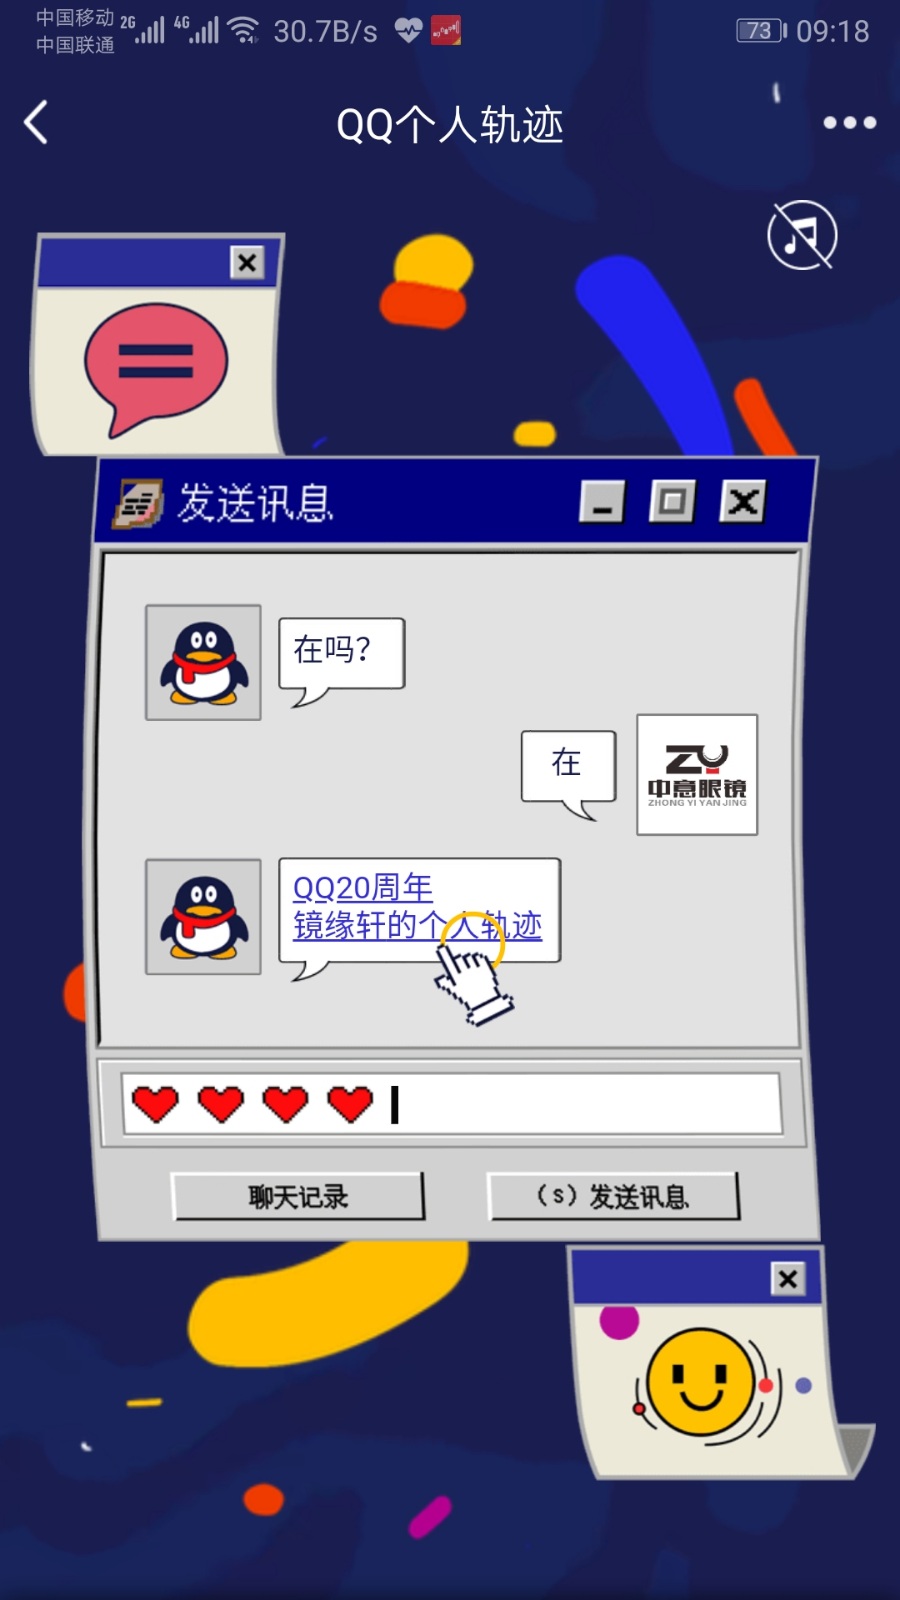 中国移动 2G 4G 30.7B/s 73 09:18
中国联通
QQ个人轨迹
发送讯息
在吗?
在
ZY
中意眼镜
ZHONG YI YAN JING
QQ20周年
镜缘轩的个人轨迹
聊天记录
(S) 发送讯息